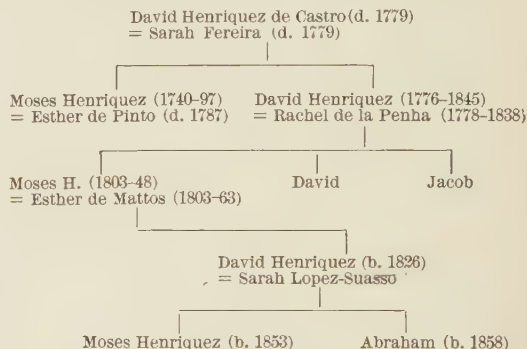 David Henriquez de Castro (d. 1779)
= Sarah Fereira (d. 1779)
Moses Henriquez (1740–97) David Henriquez (1776–1845)
= Esther de Pinto (d. 1787) = Rachel de la Penha (1778–1838)
Moses H. (1803–48) David Jacob
= Esther de Mattos (1803–63)
David Henriquez (b. 1826)
= Sarah Lopez-Suasso
Moses Henriquez (b. 1853) Abraham (b. 1858)